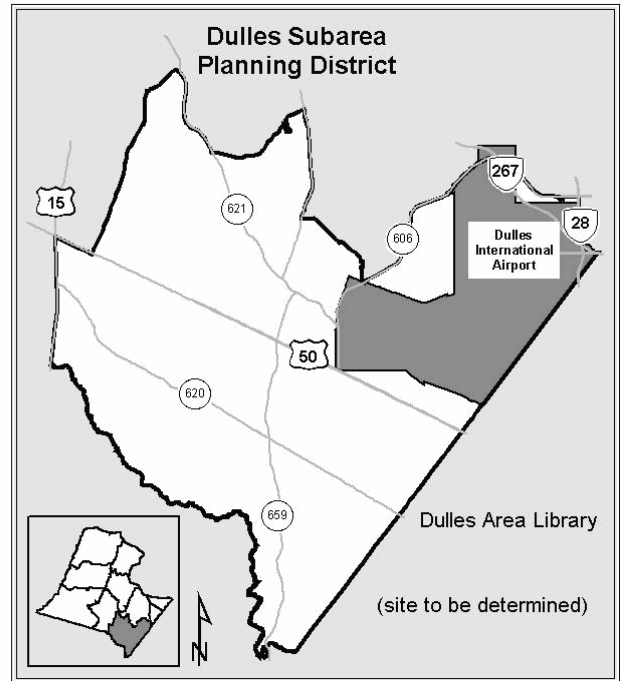 Dulles Subarea
Planning District
267
15
621
28
606
Dulles
International
Airport
50
620
659
Dulles Area Library
(site to be determined)
N